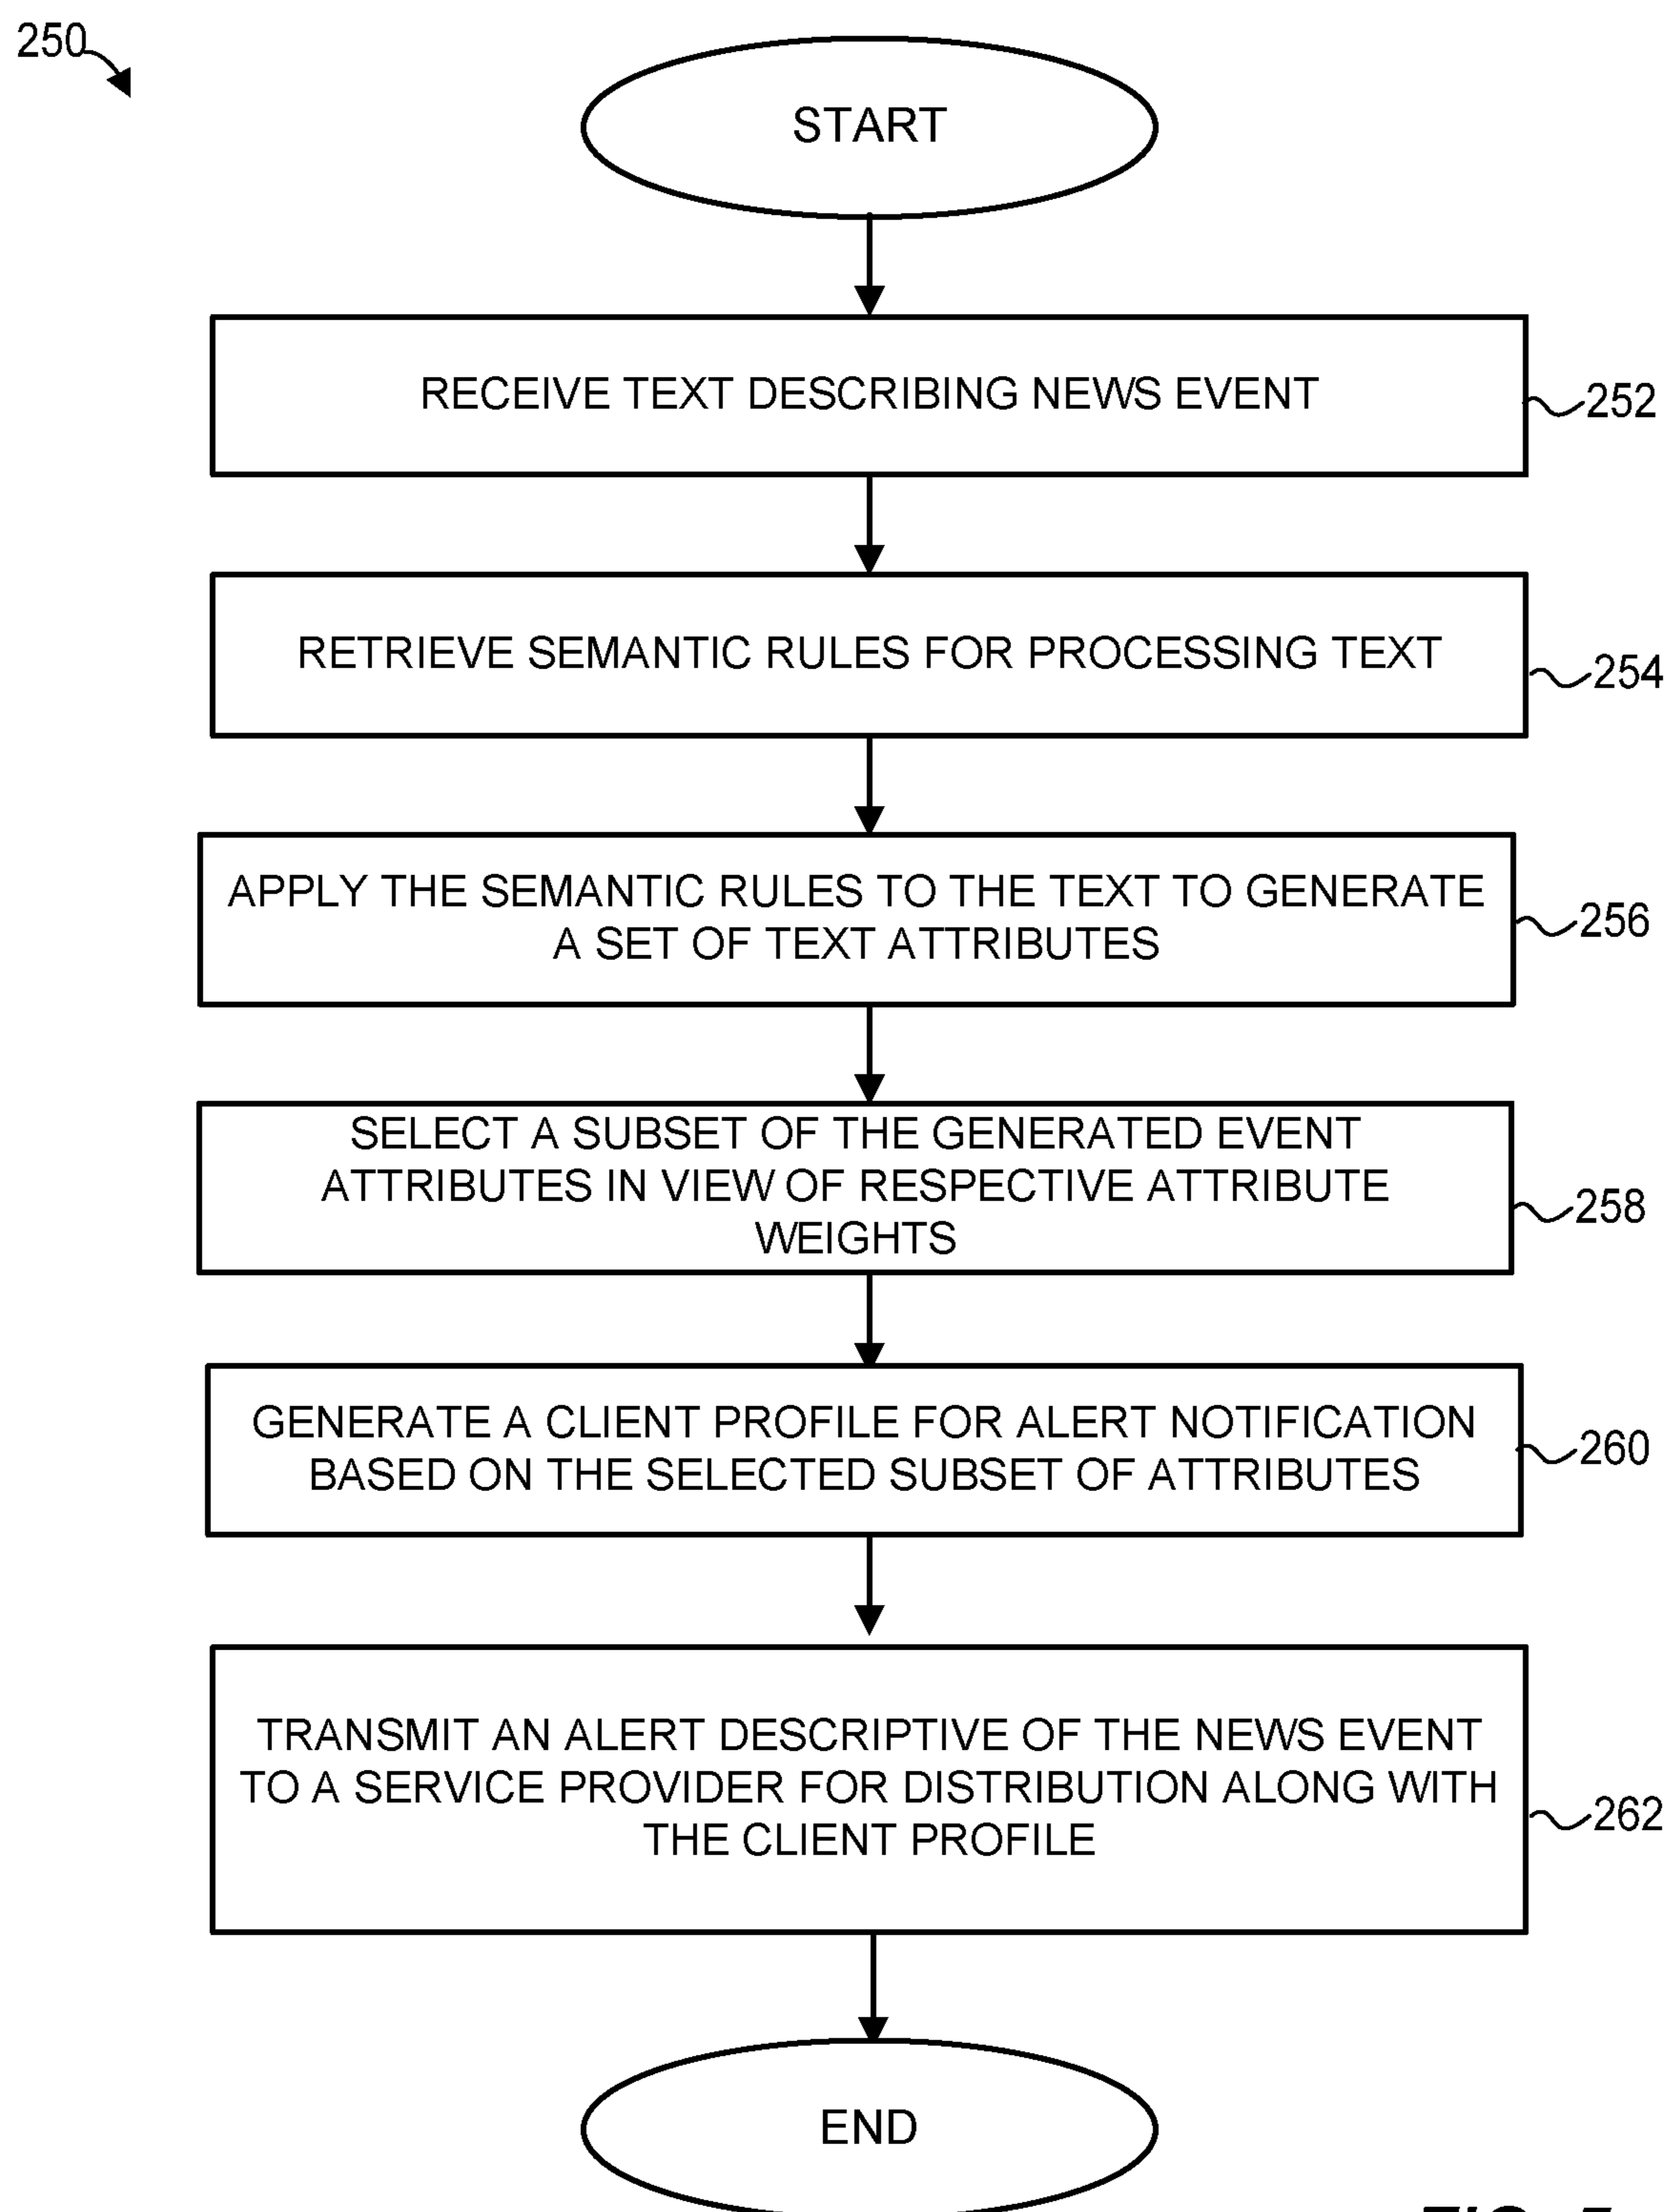 250
START
RECEIVE TEXT DESCRIBING NEWS EVENT
252
RETRIEVE SEMANTIC RULES FOR PROCESSING TEXT
254
APPLY THE SEMANTIC RULES TO THE TEXT TO GENERATE
A SET OF TEXT ATTRIBUTES
256
SELECT A SUBSET OF THE GENERATED EVENT
ATTRIBUTES IN VIEW OF RESPECTIVE ATTRIBUTE
WEIGHTS
258
GENERATE A CLIENT PROFILE FOR ALERT NOTIFICATION
BASED ON THE SELECTED SUBSET OF ATTRIBUTES
260
TRANSMIT AN ALERT DESCRIPTIVE OF THE NEWS EVENT
TO A SERVICE PROVIDER FOR DISTRIBUTION ALONG WITH
THE CLIENT PROFILE
262
END